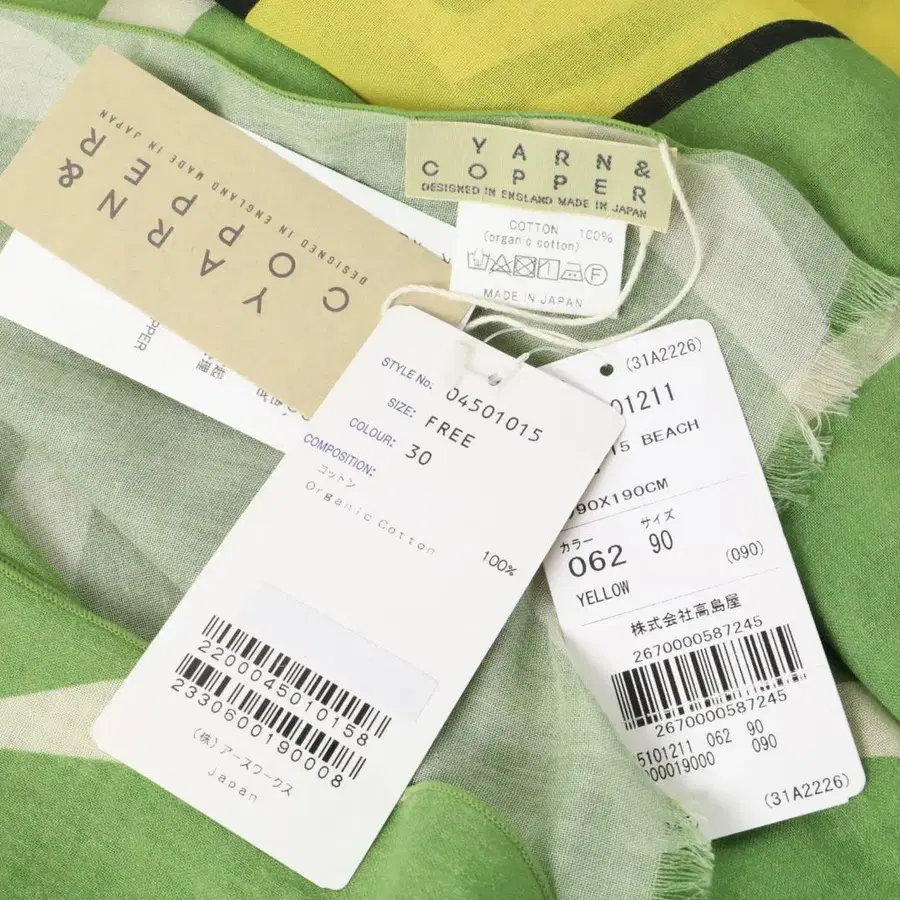 YARN &
COPPER
DESIGNED IN ENGLAND MADE IN JAPAN
YARN&
COPPER
DESIGNED IN ENGLAND MADE IN JAPAN
COTTON 100%
(organic cotton)
MADE IN JAPAN
STYLE No. 04501015
SIZE: FREE
COLOUR: 30
COMPOSITION:
コットン
Organic Cotton
100%
2200045010158
2330600190008
(株)アースワークス
Japan
(31A2226)
01211
15 BEACH
90X190CM
カラー サイズ
062 90
(090)
YELLOW
株式会社高島屋
2670000587245
2670000587245
5101211 062 90
000019000 090
(31A2226)